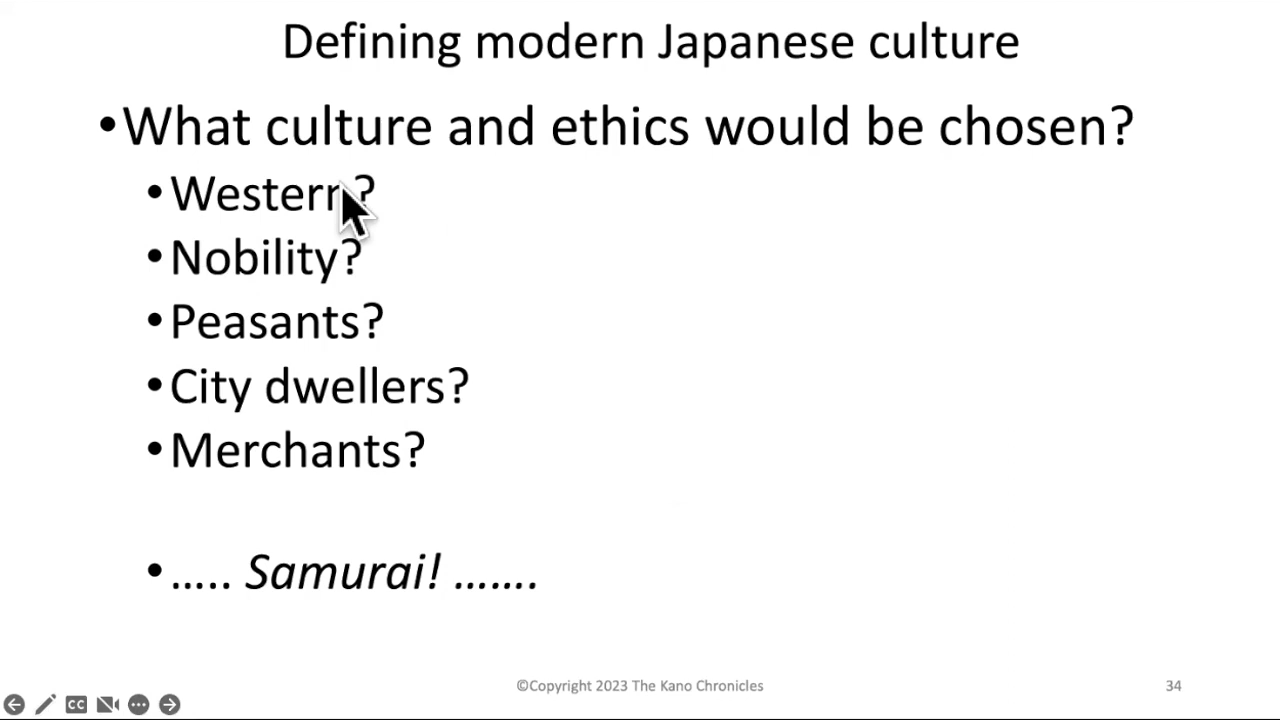 Defining modern Japanese culture
•What culture and ethics would be chosen?
•Western?
•Nobility?
•Peasants?
•City dwellers?
•Merchants?
•….. Samurai! …….
©Copyright 2023 The Kano Chronicles
34
CC